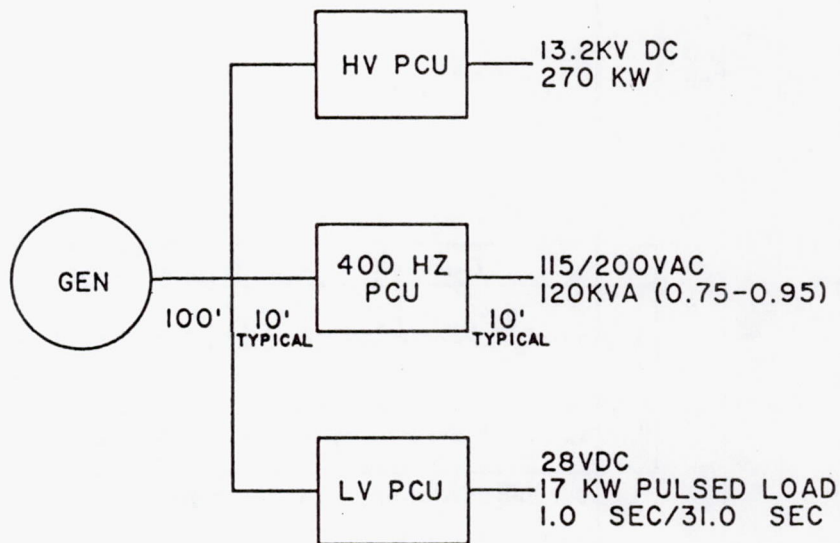 HV PCU
13.2KV DC
270 KW
GEN
100'
10'
TYPICAL
400 HZ
PCU
10'
TYPICAL
115/200VAC
120KVA (0.75-0.95)
LV PCU
28VDC
17 KW PULSED LOAD
1.0 SEC/31.0 SEC